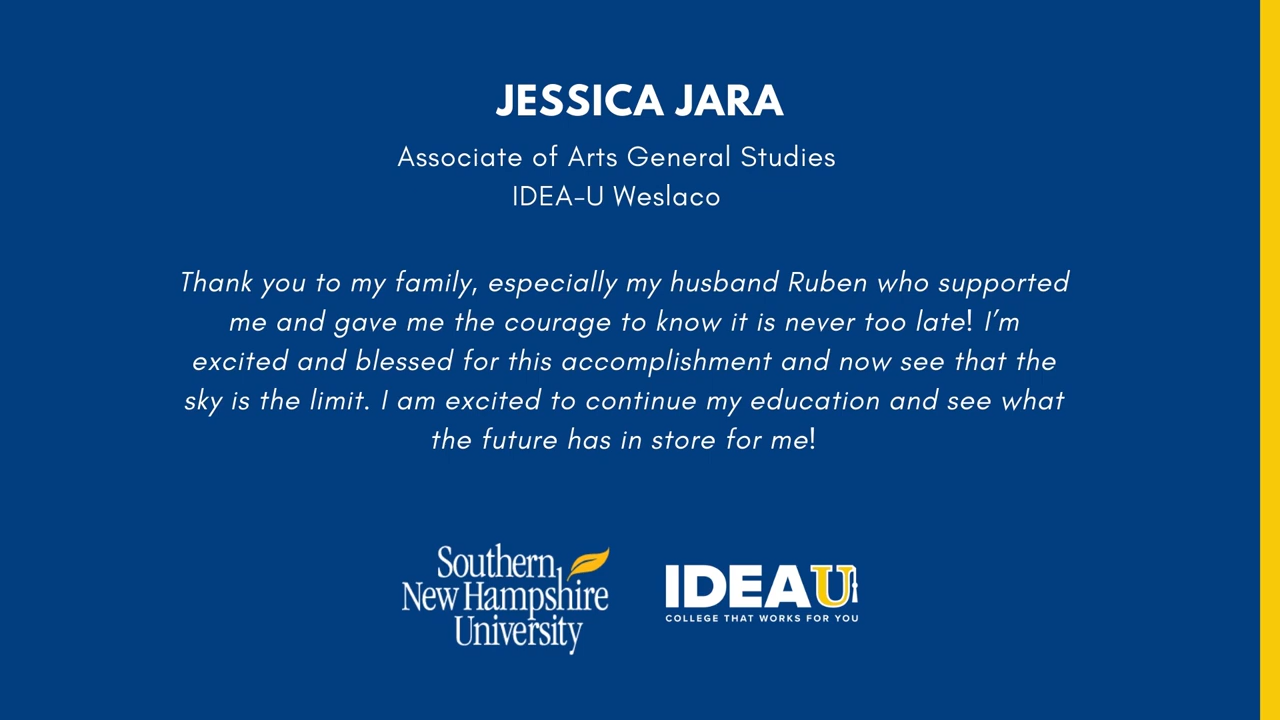 JESSICA JARA
Associate of Arts General Studies
IDEA-U Weslaco
Thank you to my family, especially my husband Ruben who supported
me and gave me the courage to know it is never too late! I'm
excited and blessed for this accomplishment and now see that the
sky is the limit. I am excited to continue my education and see what
the future has in store for me!
Southern
New Hampshire
University
IDEAU
COLLEGE THAT WORKS FOR YOU